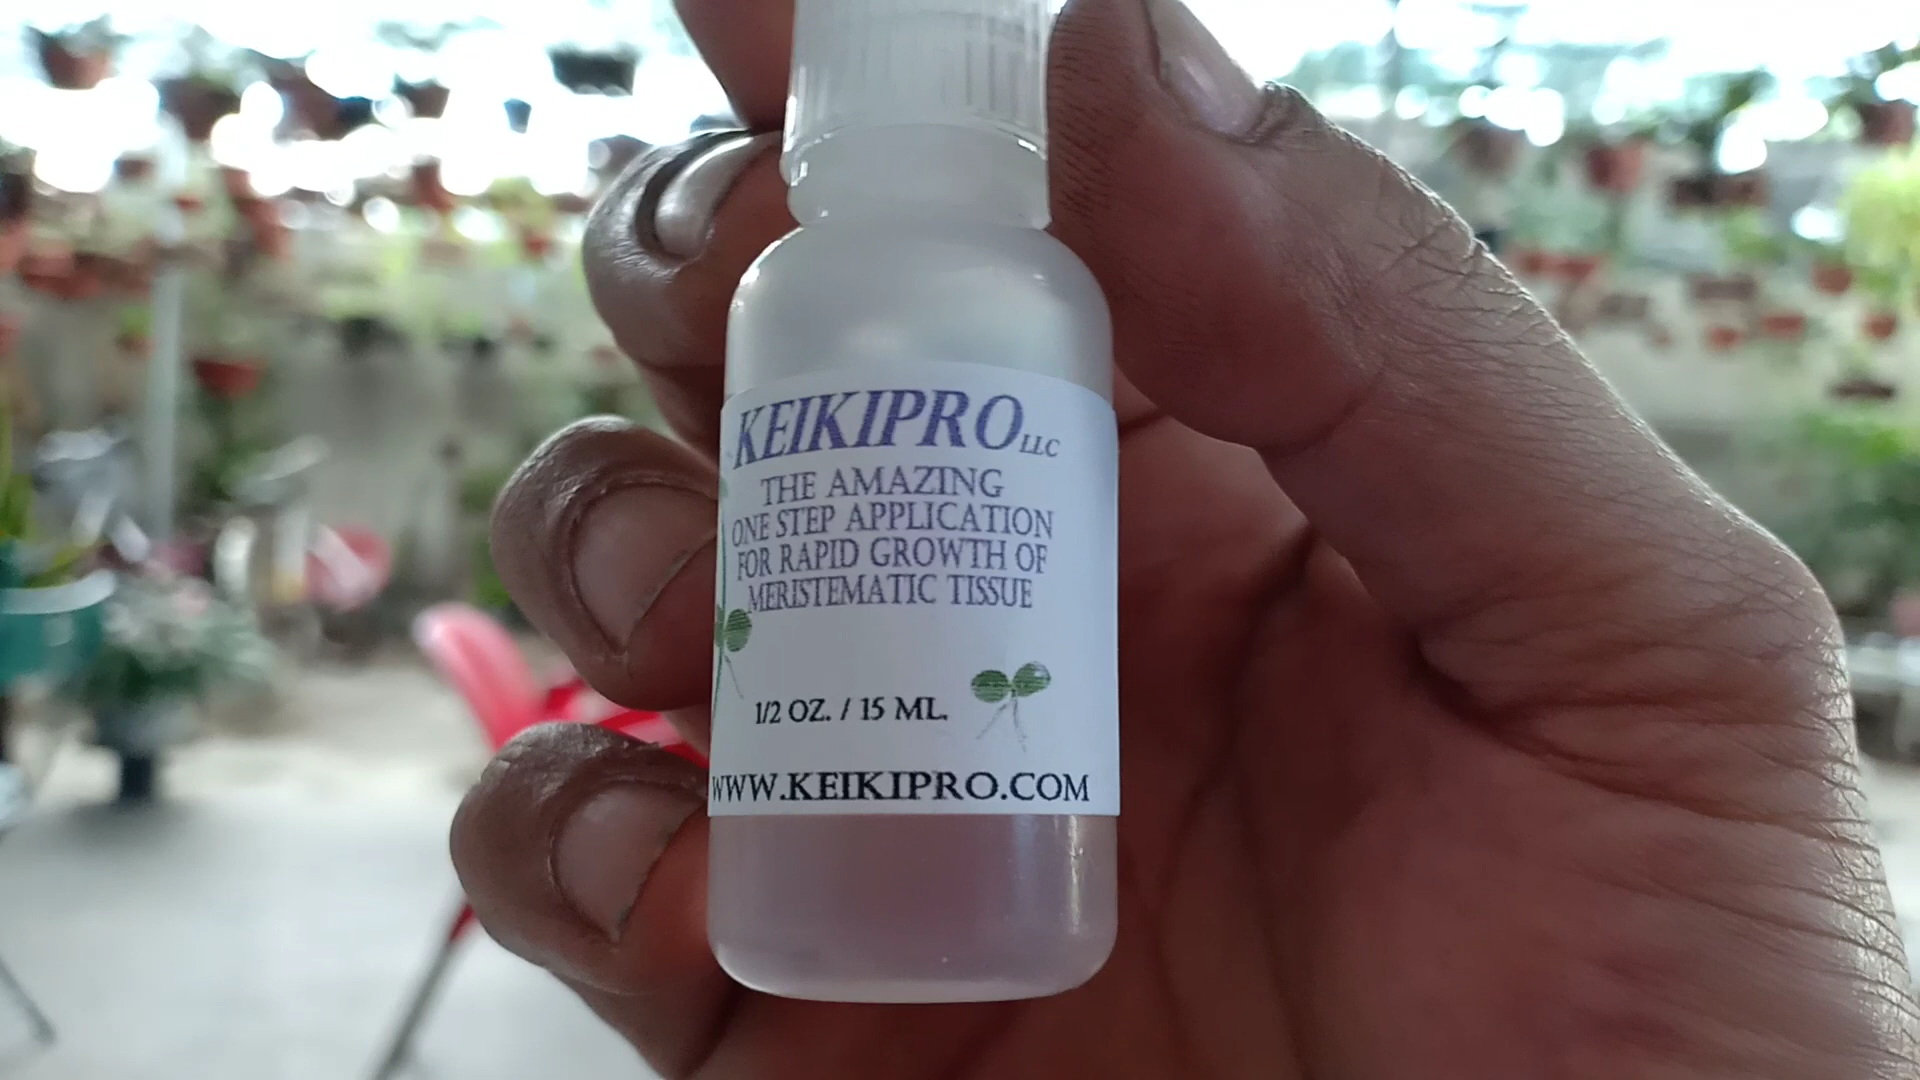 KEIKIPRO LLC
THE AMAZING
ONE STEP APPLICATION
FOR RAPID GROWTH OF
MERISTEMATIC TISSUE
1/2 OZ. / 15 ML.
WWW.KEIKIPRO.COM